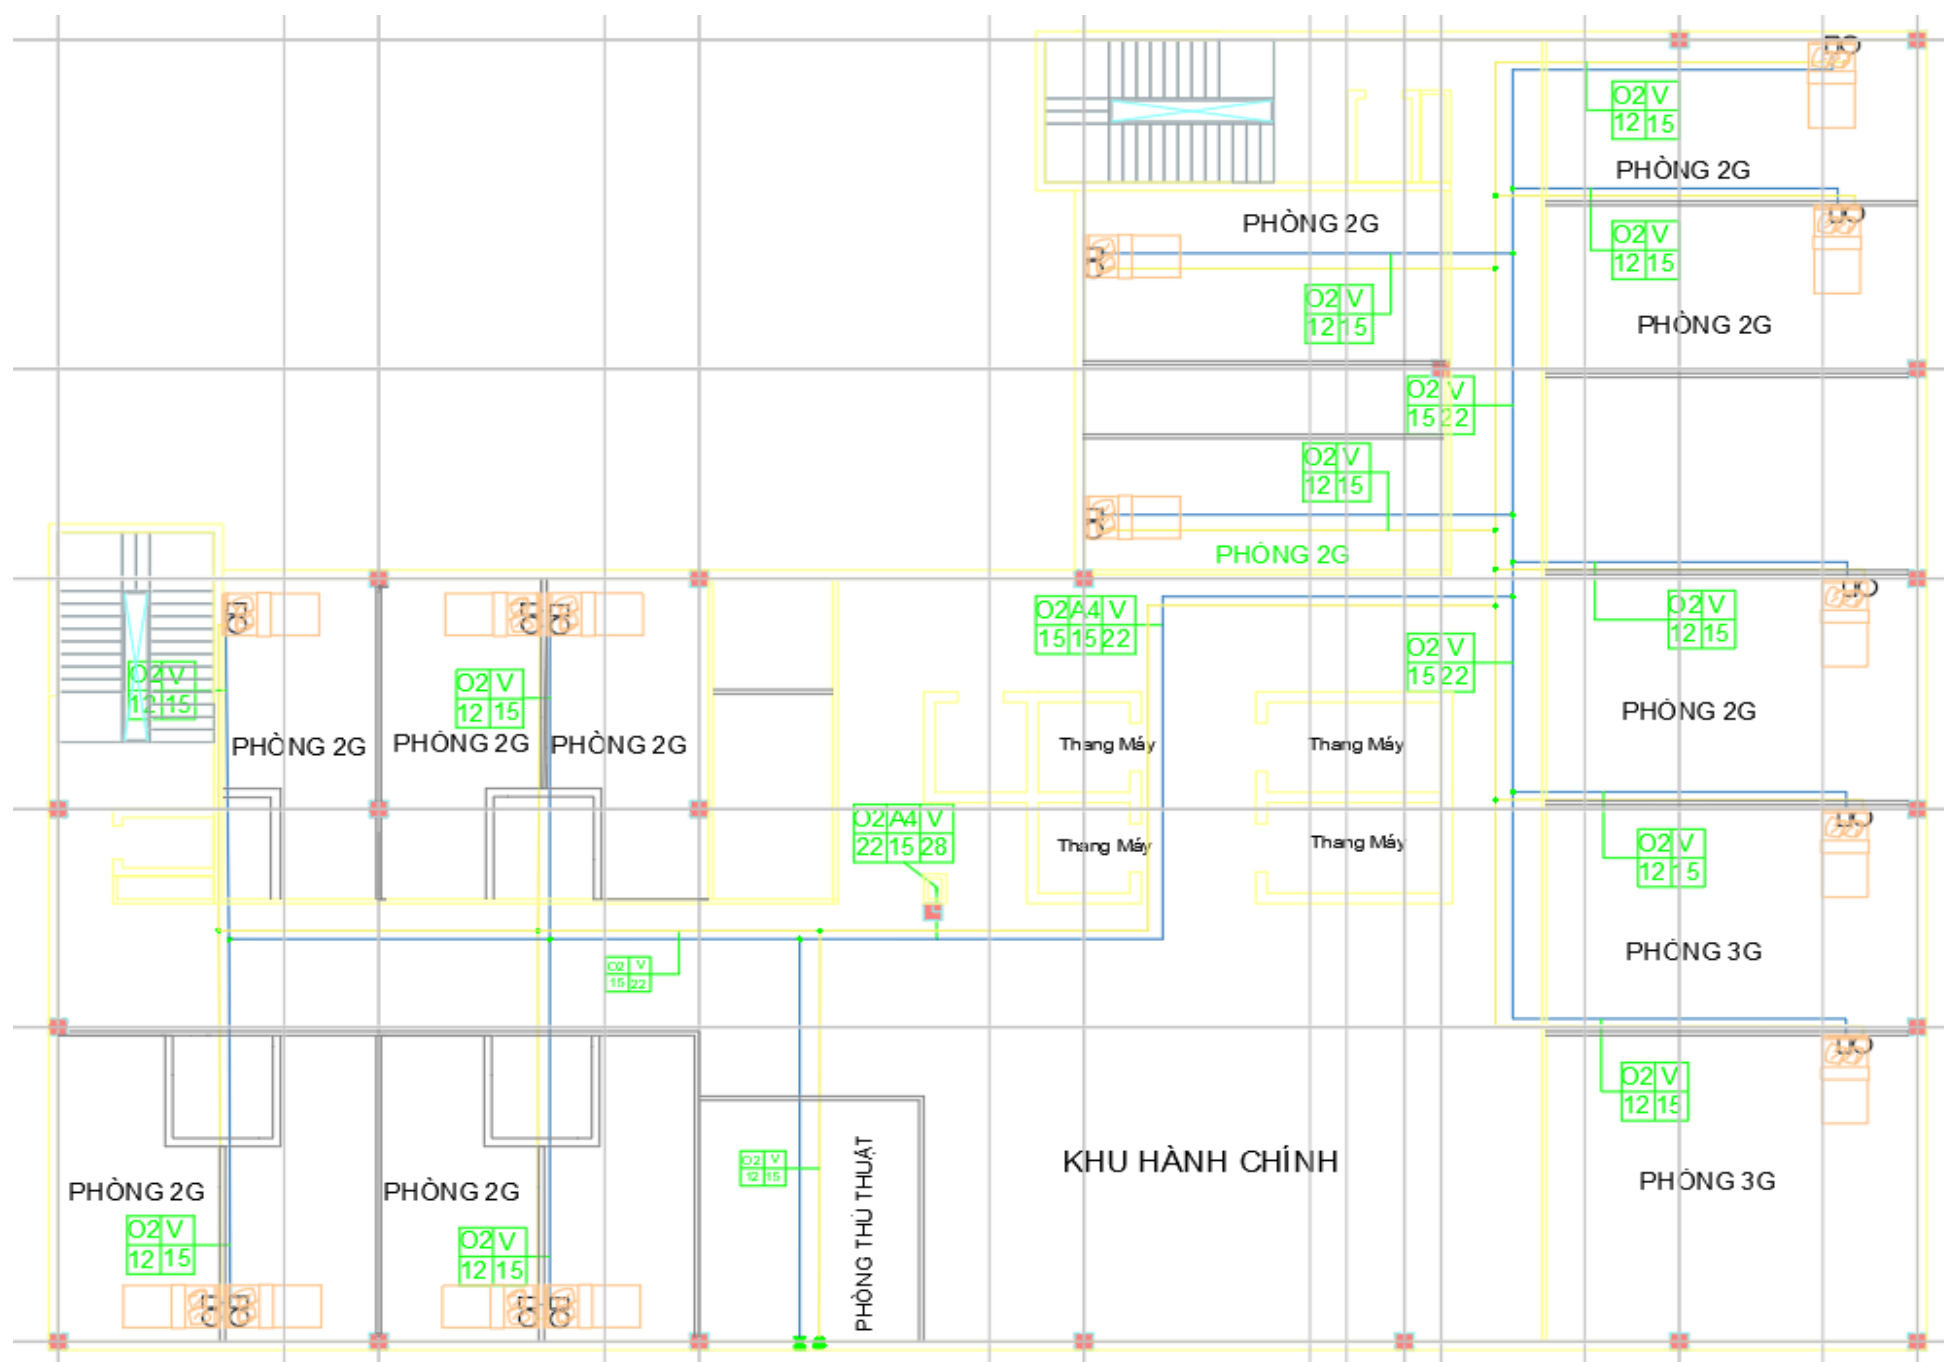 O2 V
12 15
PHÒNG 2G
PHÒNG 2G
O2 V
12 15
O2 V
12 15
PHÒNG 2G
O2 V
15 22
O2 V
12 15
PHÒNG 2G
O2 A4 V
15 15 22
O2 V
12 15
O2 V
15 22
O2 V
12 15
O2 V
12 15
PHÒNG 2G
PHÒNG 2G
PHÒNG 2G
PHÒNG 2G
Thang Máy
Thang Máy
O2 A4 V
22 15 28
Thang Máy
Thang Máy
O2 V
12 15
PHÒNG 3G
O2 V
15 22
O2 V
12 15
O2 V
12 15
KHU HÀNH CHÍNH
PHÒNG THỦ THUẬT
PHÒNG 3G
PHÒNG 2G
PHÒNG 2G
O2 V
12 15
O2 V
12 15